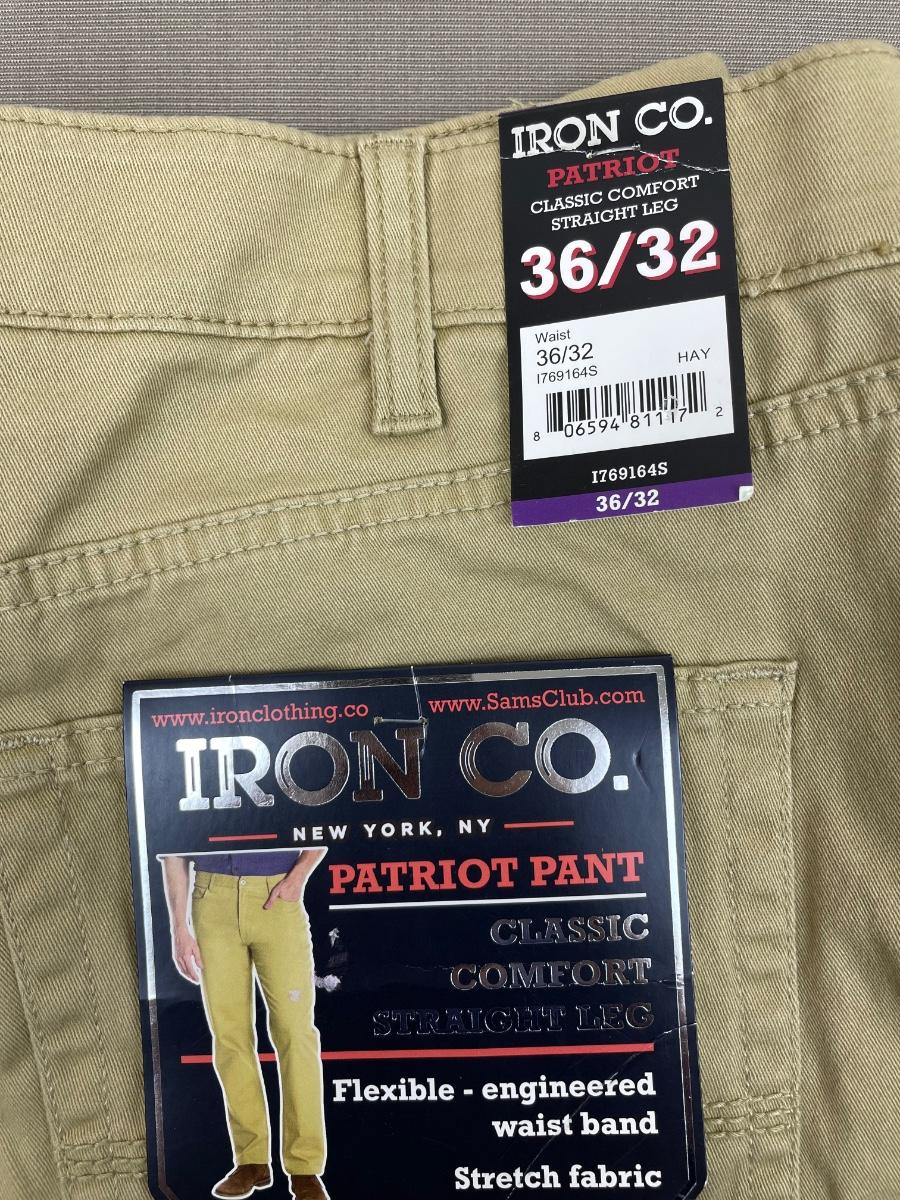 IRON CO.
PATRIOT
CLASSIC COMFORT
STRAIGHT LEG
36/32
Waist
36/32
I769164S
HAY
8 06594 81117 2
I769164S
36/32
www.ironclothing.co
www.SamsClub.com
IRON CO.
NEW YORK, NY
PATRIOT PANT
CLASSIC
COMFORT
STRAIGHT LEG
Flexible - engineered
waist band
Stretch fabric